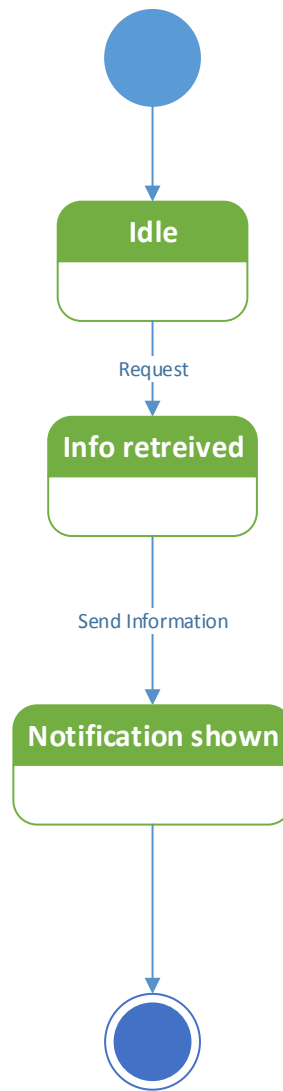 Idle
Request
Info retreived
Send Information
Notification shown